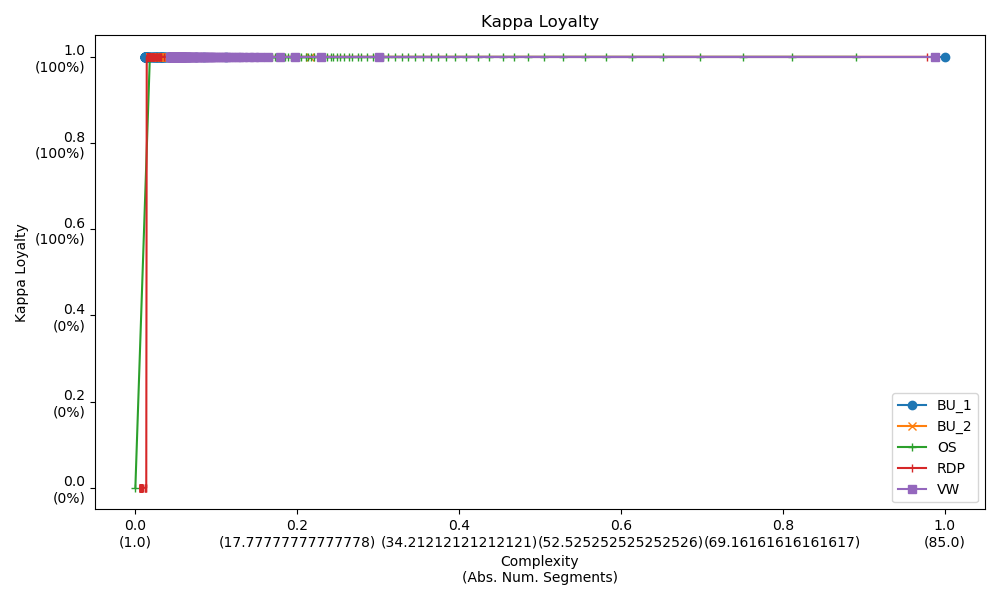 Kappa Loyalty
1.0
(100%)
0.8
(100%)
0.6
(100%)
0.4
(0%)
0.2
(0%)
0.0
(0%)
Kappa Loyalty
BU_1
BU_2
OS
RDP
VW
0.0 0.2 0.4 0.6 0.8 1.0
(1.0) (17.77777777777778) (34.21212121212121) (52.525252525252526) (69.16161616161617) (85.0)
Complexity
(Abs. Num. Segments)